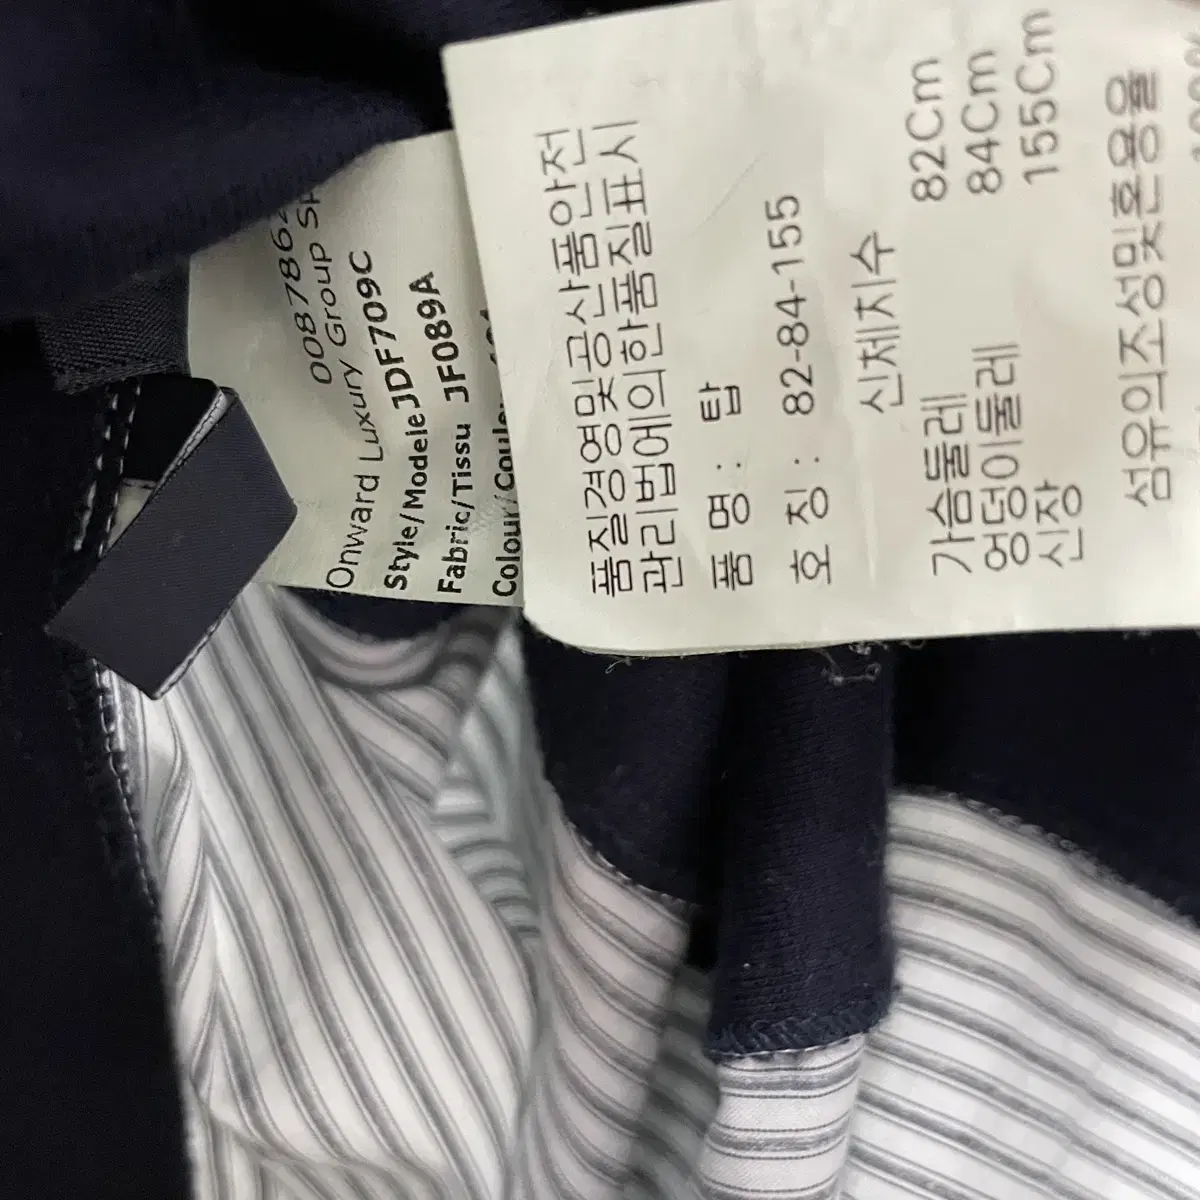 0087862
Onward Luxury Group
Style/Modele JDF709C
Fabric/Tissu JF089A
Colour/Coule
품질경영및공산품안전
관리법에의한품질표시
품 명 : 탑
호 칭 : 82-84-155
신체치수
가슴둘레 82Cm
엉덩이둘레 84Cm
신장 155Cm
섬유의조성및혼용율